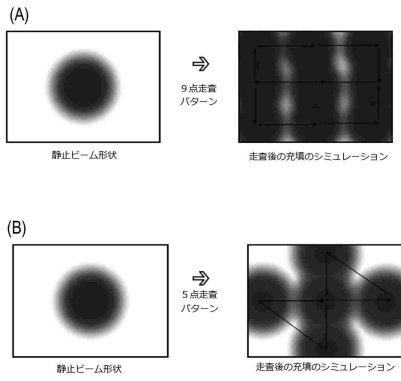 (A)
9点走査
パターン
静止ビーム形状
走査後の充填のシミュレーション
(B)
5点走査
パターン
静止ビーム形状
走査後の充填のシミュレーション